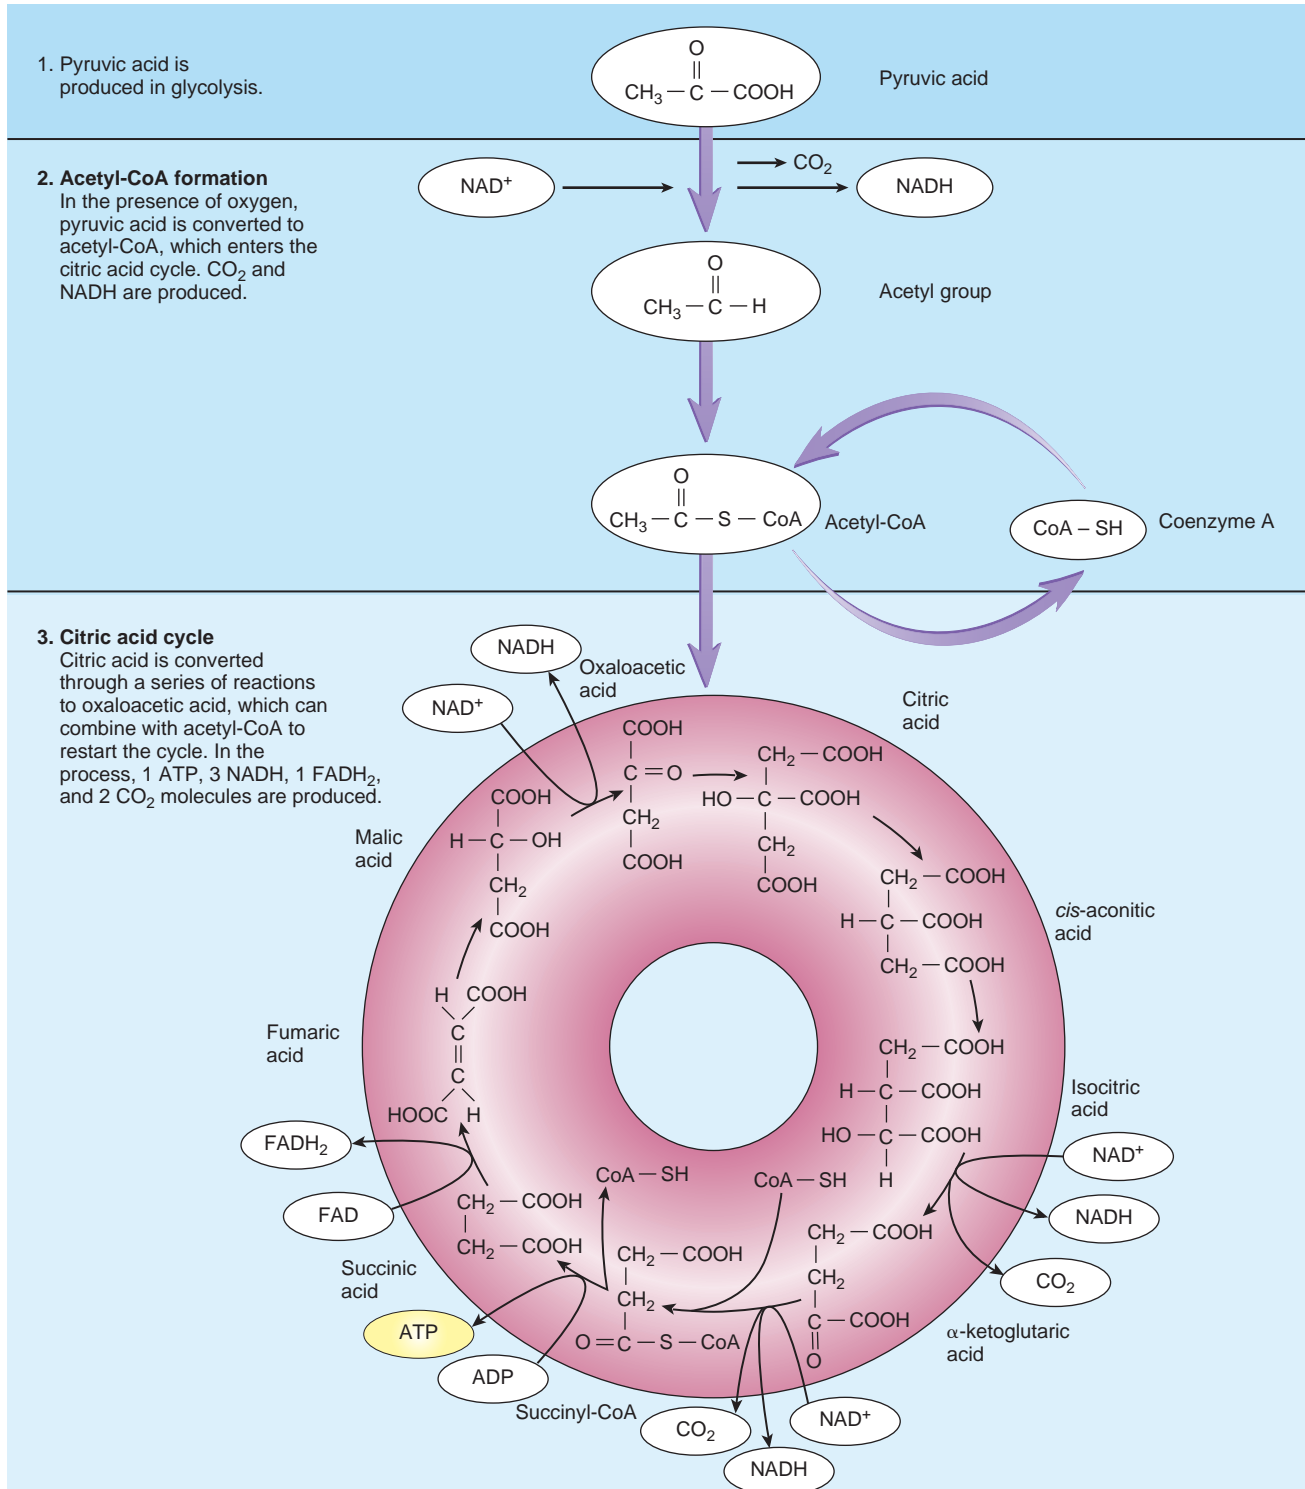 1. Pyruvic acid is
produced in glycolysis.
O
||
CH₃ — C — COOH
Pyruvic acid
2. Acetyl-CoA formation
In the presence of oxygen,
pyruvic acid is converted to
acetyl-CoA, which enters the
citric acid cycle. CO₂ and
NADH are produced.
NAD⁺
CO₂
NADH
O
||
CH₃ — C — H
Acetyl group
O
||
CH₃ — C — S — CoA
Acetyl-CoA
CoA – SH
Coenzyme A
3. Citric acid cycle
Citric acid is converted
through a series of reactions
to oxaloacetic acid, which can
combine with acetyl-CoA to
restart the cycle. In the
process, 1 ATP, 3 NADH, 1 FADH₂,
and 2 CO₂ molecules are produced.
NADH
NAD⁺
Oxaloacetic
acid
COOH
|
C = O
|
CH₂
|
COOH
Citric
acid
CH₂ — COOH
|
HO — C — COOH
|
CH₂
|
COOH
cis-aconitic
acid
CH₂ — COOH
|
H — C — COOH
|
CH₂ — COOH
Isocitric
acid
CH₂ — COOH
|
H — C — COOH
|
HO — C — COOH
|
H
NAD⁺
NADH
CO₂
α-ketoglutaric
acid
CH₂ — COOH
|
CH₂
|
C — COOH
||
O
CoA — SH
NAD⁺
NADH
CO₂
Succinyl-CoA
CH₂ — COOH
|
CH₂
|
O = C — S — CoA
CoA — SH
ADP
ATP
Succinic
acid
CH₂ — COOH
|
CH₂ — COOH
FAD
FADH₂
Fumaric
acid
H COOH
\ /
C
||
C
/ \
HOOC H
Malic
acid
COOH
|
H — C — OH
|
CH₂
|
COOH